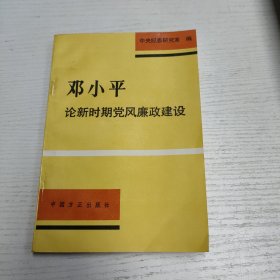 中央纪委研究室 编
邓小平
论新时期党风廉政建设
中国方正出版社